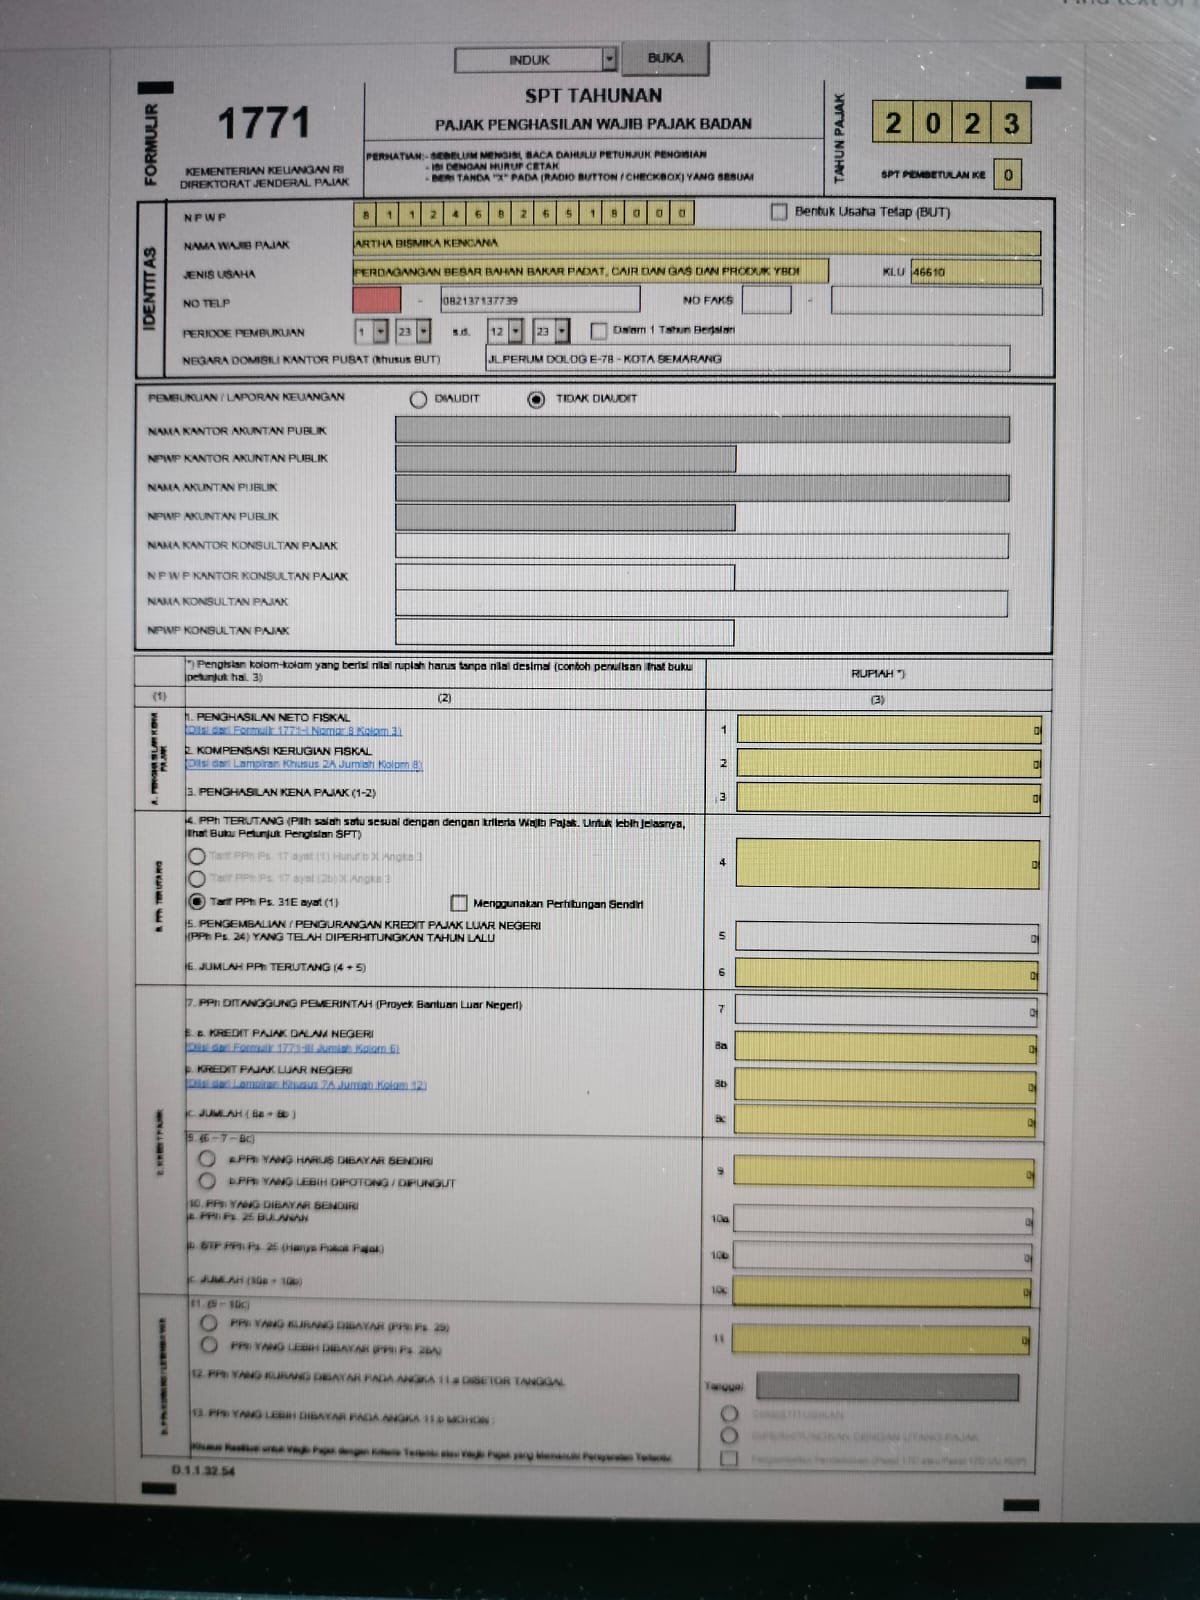 INDUK BUKA
FORMULIR
1771
KEMENTERIAN KEUANGAN RI
DIREKTORAT JENDERAL PAJAK
SPT TAHUNAN
PAJAK PENGHASILAN WAJIB PAJAK BADAN
PERHATIAN:- SEBELUM MENGISI, BACA DAHULU PETUNJUK PENGISIAN
- ISI DENGAN HURUF CETAK
- BERI TANDA "X" PADA (RADIO BUTTON / CHECKBOX) YANG SESUAI
TAHUN PAJAK
2 0 2 3
SPT PEMBETULAN KE 0
IDENTITAS
N P W P 8 1 1 2 4 6 8 2 6 5 1 8 0 0 0 Bentuk Usaha Tetap (BUT)
NAMA WAJIB PAJAK ARTHA BISMIKA KENCANA
JENIS USAHA PERDAGANGAN BESAR BAHAN BAKAR PADAT, CAIR DAN GAS DAN PRODUK YBDI KLU 46610
NO TELP - 082137137739 NO FAKS -
PERIODE PEMBUKUAN 1 23 s.d. 12 23 Dalam 1 Tahun Berjalan
NEGARA DOMISILI KANTOR PUSAT (khusus BUT) JL.PERUM DOLOG E-78 - KOTA SEMARANG
PEMBUKUAN / LAPORAN KEUANGAN DIAUDIT TIDAK DIAUDIT
NAMA KANTOR AKUNTAN PUBLIK
NPWP KANTOR AKUNTAN PUBLIK
NAMA AKUNTAN PUBLIK
NPWP AKUNTAN PUBLIK
NAMA KANTOR KONSULTAN PAJAK
N P W P KANTOR KONSULTAN PAJAK
NAMA KONSULTAN PAJAK
NPWP KONSULTAN PAJAK
*) Pengisian kolom-kolom yang berisi nilai rupiah harus tanpa nilai desimal (contoh penulisan lihat buku
petunjuk hal. 3)
RUPIAH *)
(1) (2) (3)
A. PENGHASILAN KENA PAJAK
1. PENGHASILAN NETO FISKAL
(Diisi dari Formulir 1771-I Nomor 8 Kolom 3) 1 0
2. KOMPENSASI KERUGIAN FISKAL
(Diisi dari Lampiran Khusus 2A Jumlah Kolom 8) 2 0
3. PENGHASILAN KENA PAJAK (1-2) 3 0
B. PPh TERUTANG
4. PPh TERUTANG (Pilih salah satu sesuai dengan dengan kriteria Wajib Pajak. Untuk lebih jelasnya,
lihat Buku Petunjuk Pengisian SPT)
Tarif PPh Ps. 17 ayat (1) Huruf b X Angka 3 4 0
Tarif PPh Ps. 17 ayat (2b) X Angka 3
Tarif PPh Ps. 31E ayat (1) Menggunakan Perhitungan Sendiri
5. PENGEMBALIAN / PENGURANGAN KREDIT PAJAK LUAR NEGERI
(PPh Ps. 24) YANG TELAH DIPERHITUNGKAN TAHUN LALU 5 0
6. JUMLAH PPh TERUTANG (4 + 5) 6 0
7. PPh DITANGGUNG PEMERINTAH (Proyek Bantuan Luar Negeri) 7 0
C. KREDIT PAJAK
8. a. KREDIT PAJAK DALAM NEGERI
(Diisi dari Formulir 1771-III Jumlah Kolom 6) 8a 0
b. KREDIT PAJAK LUAR NEGERI
(Diisi dari Lampiran Khusus 7A Jumlah Kolom 12) 8b 0
c. JUMLAH ( 8a + 8b ) 8c 0
9. (6 - 7 - 8c)
a.PPh YANG HARUS DIBAYAR SENDIRI 9 0
b.PPh YANG LEBIH DIPOTONG / DIPUNGUT
10. PPh YANG DIBAYAR SENDIRI
a. PPh Ps. 25 BULANAN 10a 0
b. STP PPh Ps. 25 (Hanya Pokok Pajak) 10b 0
c. JUMLAH (10a + 10b) 10c 0
11. (9 - 10c)
PPh YANG KURANG DIBAYAR (PPh Ps. 29) 11 0
PPh YANG LEBIH DIBAYAR (PPh Ps. 28A)
12. PPh YANG KURANG DIBAYAR PADA ANGKA 11.a DISETOR TANGGAL Tanggal
13. PPh YANG LEBIH DIBAYAR PADA ANGKA 11.b MOHON : DIRESTITUSIKAN
DIPERHITUNGKAN DENGAN UTANG PAJAK
Khusus Restitusi untuk Wajib Pajak dengan Kriteria Tertentu atau Wajib Pajak yang Memenuhi Persyaratan Tertentu:
D.1.1.32.54